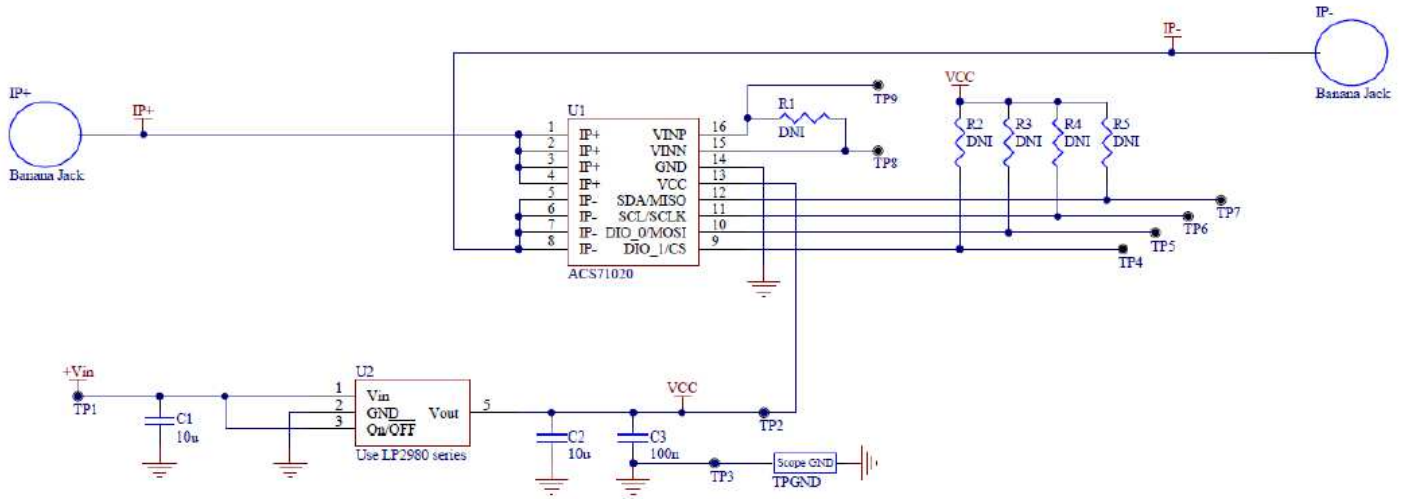 IP-
IP-
Banana Jack
IP+
IP+
Banana Jack
U1
1 IP+ VINP 16
2 IP+ VINN 15
3 IP+ GND 14
4 IP+ VCC 13
5 IP- SDA/MISO 12
6 IP- SCL/SCLK 11
7 IP- DIO_0/MOSI 10
8 IP- DIO_1/CS 9
ACS71020
R1
DNI
TP9
TP8
VCC
R2 R3 R4 R5
DNI DNI DNI DNI
TP7
TP6
TP5
TP4
+Vin
TP1
C1
10u
U2
1 Vin
2 GND Vout 5
3 On/OFF
Use LP2980 series
VCC
TP2
C2 C3
10u 100n
TP3
Scope GND
TPGND